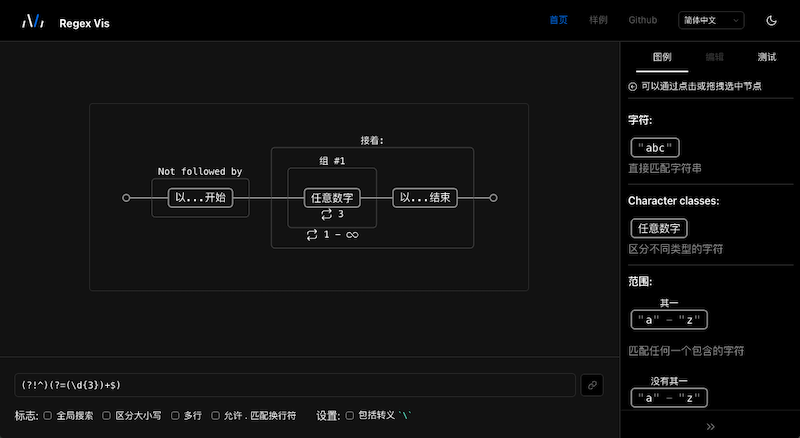 Regex Vis
首页 样例 Github 简体中文
图例 编辑 测试
可以通过点击或拖拽选中节点
接着:
组 #1
Not followed by
以...开始 任意数字 以...结束
3
1 - ∞
字符:
"abc"
直接匹配字符串
Character classes:
任意数字
区分不同类型的字符
范围:
其一
"a" - "z"
匹配任何一个包含的字符
没有其一
"a" - "z"
(?!^)(?=(\d{3})+$)
标志: 全局搜索 区分大小写 多行 允许 . 匹配换行符 设置: 包括转义 `\`